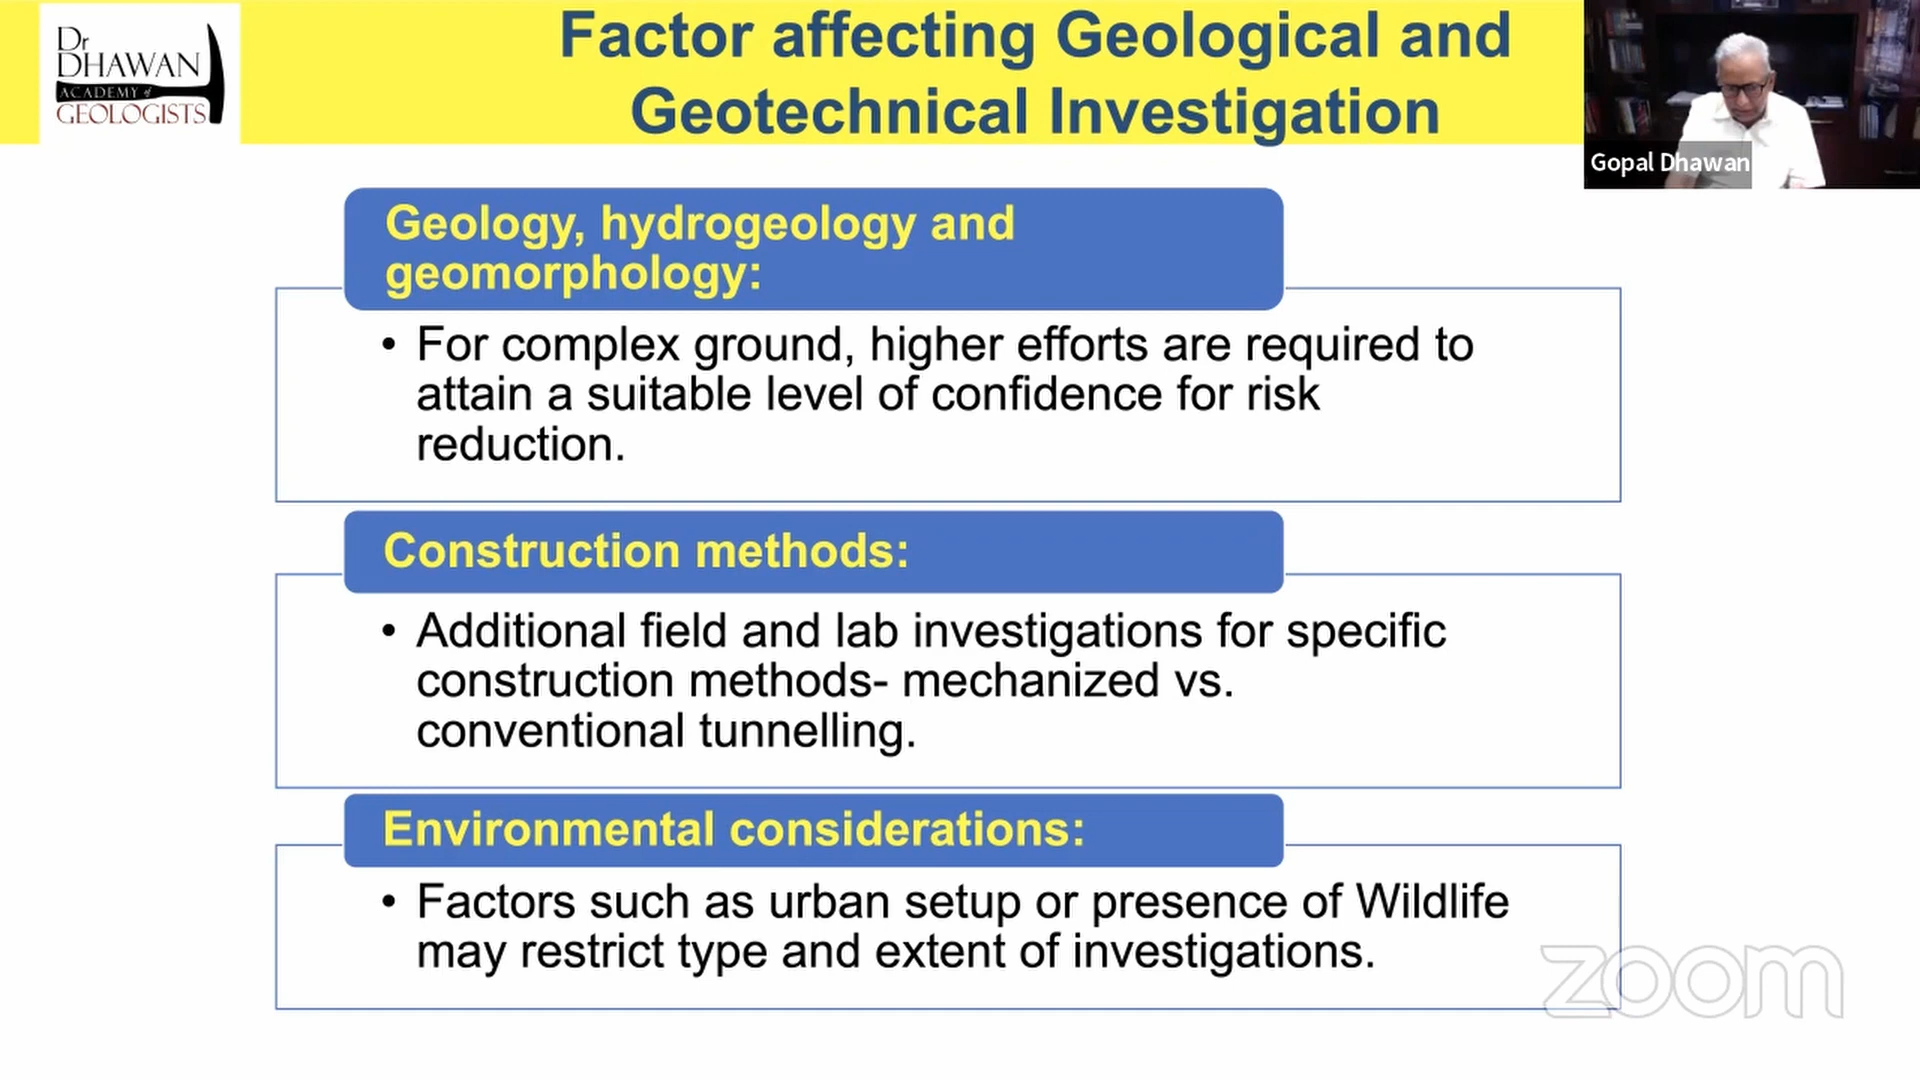 Dr
DHAWAN
ACADEMY of
GEOLOGISTS
Factor affecting Geological and
Geotechnical Investigation
Gopal Dhawan
Geology, hydrogeology and
geomorphology:
• For complex ground, higher efforts are required to
attain a suitable level of confidence for risk
reduction.
Construction methods:
• Additional field and lab investigations for specific
construction methods- mechanized vs.
conventional tunnelling.
Environmental considerations:
• Factors such as urban setup or presence of Wildlife
may restrict type and extent of investigations.
zoom